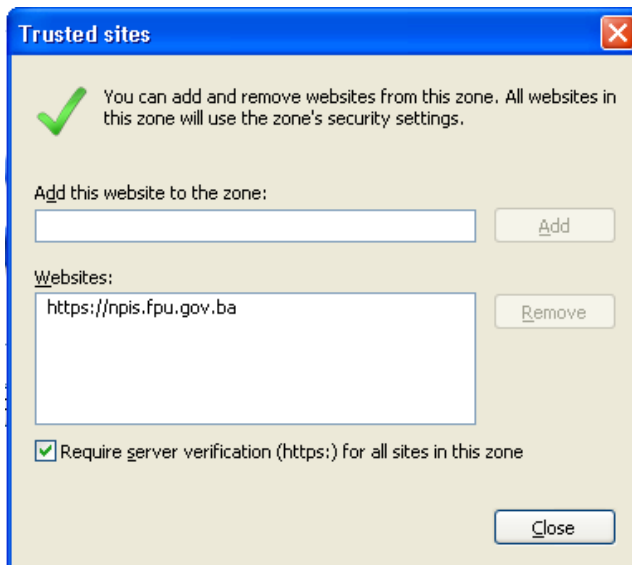 Trusted sites
You can add and remove websites from this zone. All websites in
this zone will use the zone's security settings.
Add this website to the zone:
Add
Websites:
https://npis.fpu.gov.ba
Remove
Require server verification (https:) for all sites in this zone
Close